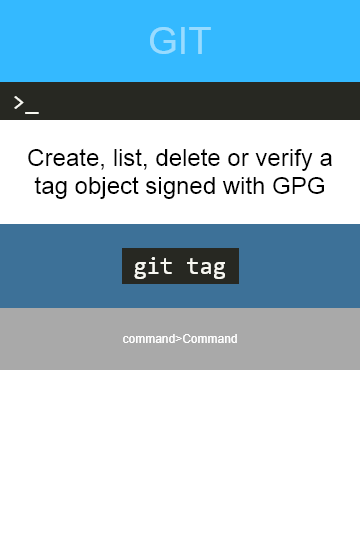 GIT
>_
Create, list, delete or verify a
tag object signed with GPG
git tag
command>Command